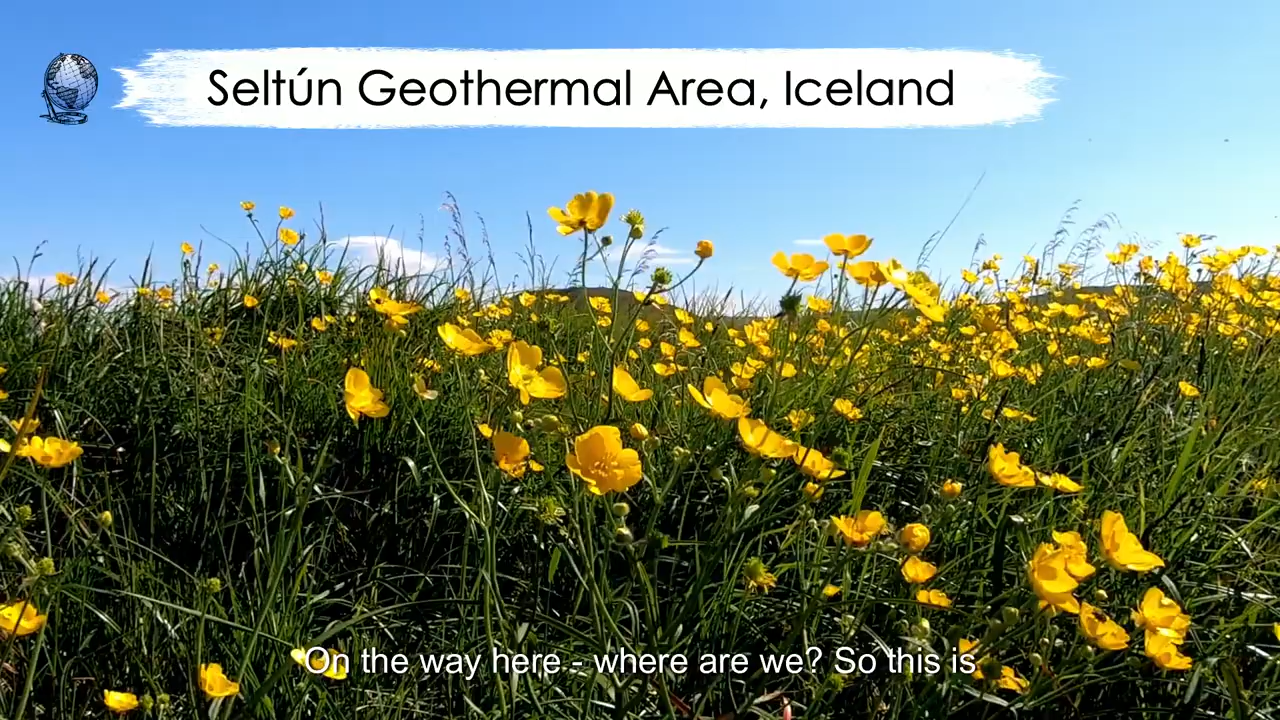 Seltún Geothermal Area, Iceland
On the way here - where are we? So this is